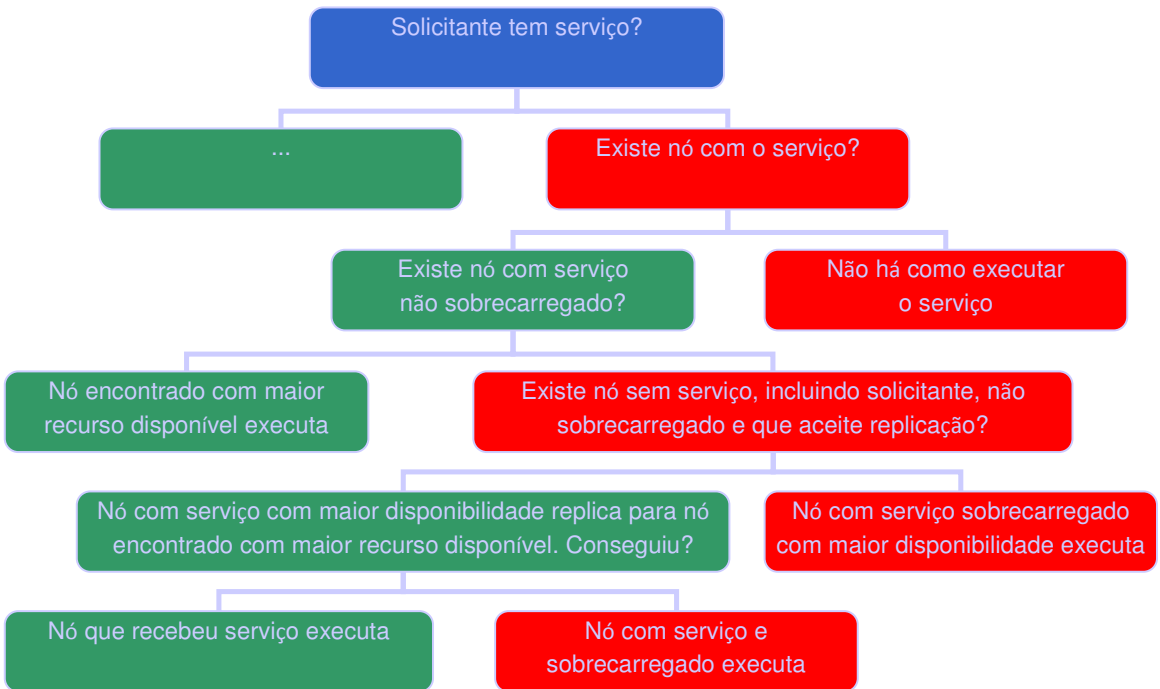 Solicitante tem serviço?
...
Existe nó com o serviço?
Existe nó com serviço
não sobrecarregado?
Não há como executar
o serviço
Nó encontrado com maior
recurso disponível executa
Existe nó sem serviço, incluindo solicitante, não
sobrecarregado e que aceite replicação?
Nó com serviço com maior disponibilidade replica para nó
encontrado com maior recurso disponível. Conseguiu?
Nó com serviço sobrecarregado
com maior disponibilidade executa
Nó que recebeu serviço executa
Nó com serviço e
sobrecarregado executa